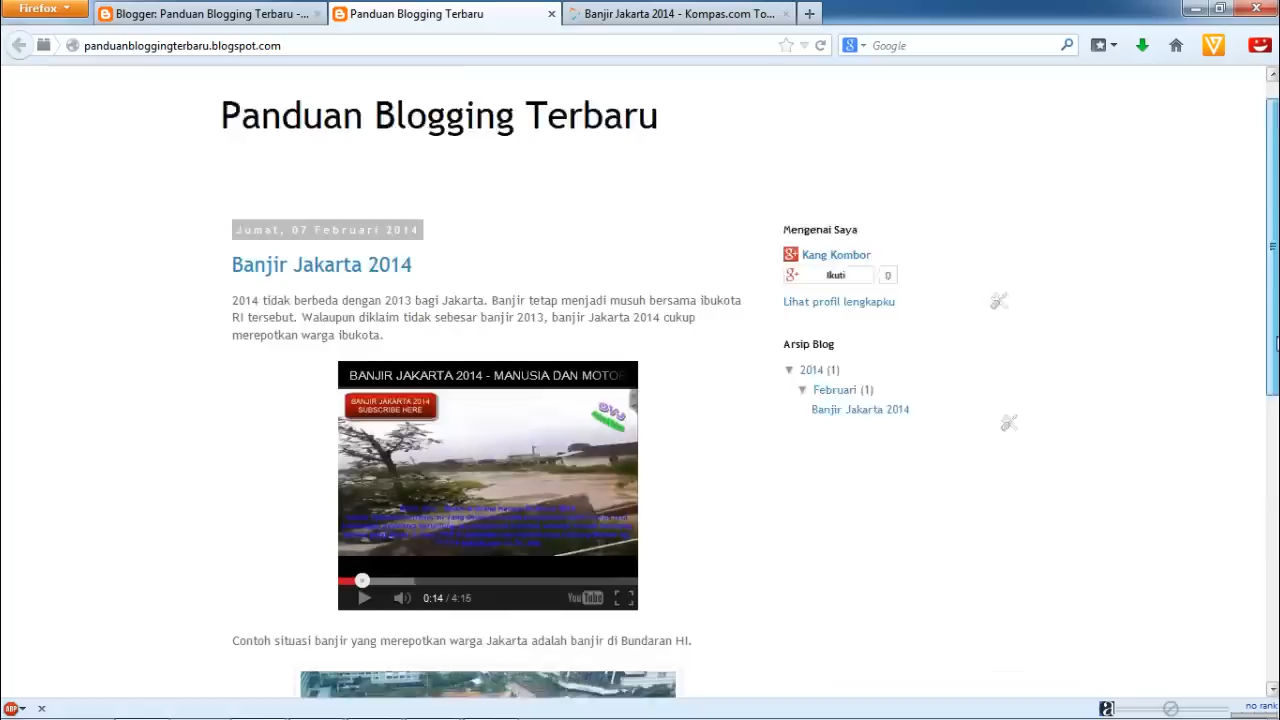 Firefox
Blogger: Panduan Blogging Terbaru -...
Panduan Blogging Terbaru
Banjir Jakarta 2014 - Kompas.com To...
panduanbloggingterbaru.blogspot.com
Google
Panduan Blogging Terbaru
Jumat, 07 Februari 2014
Banjir Jakarta 2014
2014 tidak berbeda dengan 2013 bagi Jakarta. Banjir tetap menjadi musuh bersama ibukota
RI tersebut. Walaupun diklaim tidak sebesar banjir 2013, banjir Jakarta 2014 cukup
merepotkan warga ibukota.
BANJIR JAKARTA 2014 - MANUSIA DAN MOTO
BANJIR JAKARTA 2014
SUBSCRIBE HERE
0:14 / 4:15
YouTube
Contoh situasi banjir yang merepotkan warga Jakarta adalah banjir di Bundaran HI.
Mengenai Saya
Kang Kombor
Ikuti
0
Lihat profil lengkapku
Arsip Blog
2014 (1)
Februari (1)
Banjir Jakarta 2014
ABP
no rank